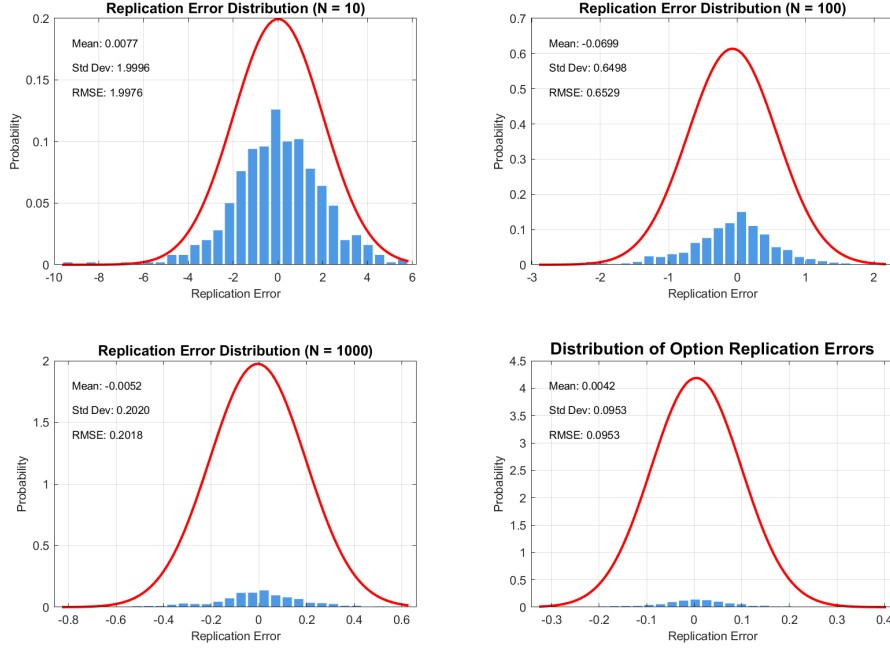 Replication Error Distribution (N = 10)
0.2
0.15
0.1
0.05
0
Probability
Mean: 0.0077
Std Dev: 1.9996
RMSE: 1.9976
-10
-8
-6
-4
-2
0
2
4
6
Replication Error
Replication Error Distribution (N = 100)
0.7
0.6
0.5
0.4
0.3
0.2
0.1
0
Probability
Mean: -0.0699
Std Dev: 0.6498
RMSE: 0.6529
-3
-2
-1
0
1
2
Replication Error
Replication Error Distribution (N = 1000)
2
1.5
1
0.5
0
Probability
Mean: -0.0052
Std Dev: 0.2020
RMSE: 0.2018
-0.8
-0.6
-0.4
-0.2
0
0.2
0.4
0.6
Replication Error
Distribution of Option Replication Errors
4.5
4
3.5
3
2.5
2
1.5
1
0.5
0
Probability
Mean: 0.0042
Std Dev: 0.0953
RMSE: 0.0953
-0.3
-0.2
-0.1
0
0.1
0.2
0.3
0.4
Replication Error